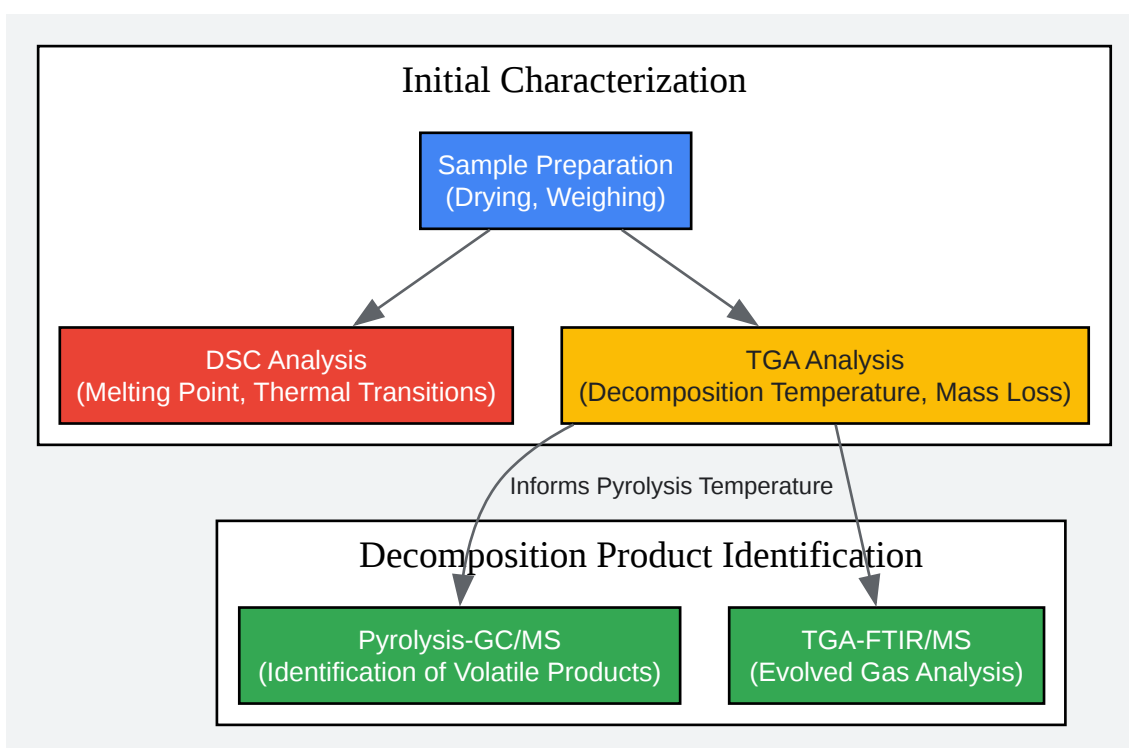 Initial Characterization
Sample Preparation
(Drying, Weighing)
DSC Analysis
(Melting Point, Thermal Transitions)
TGA Analysis
(Decomposition Temperature, Mass Loss)
Informs Pyrolysis Temperature
Decomposition Product Identification
Pyrolysis-GC/MS
(Identification of Volatile Products)
TGA-FTIR/MS
(Evolved Gas Analysis)